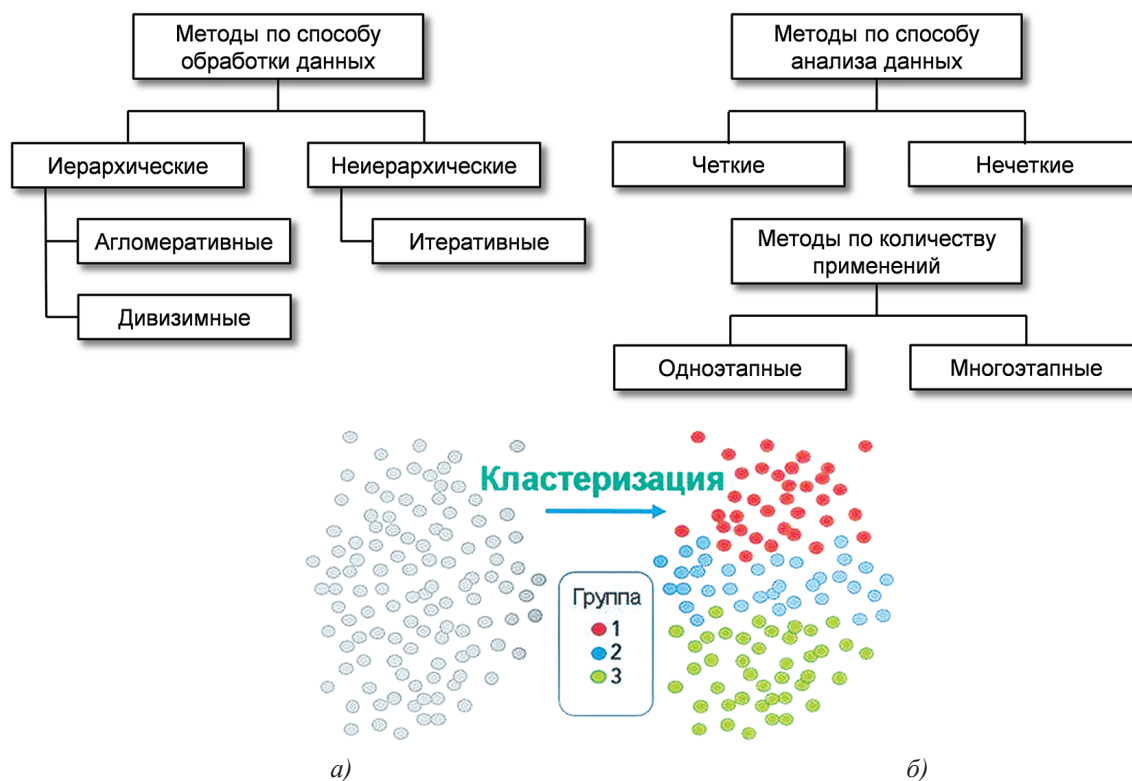 Методы по способу
обработки данных
Иерархические
Неиерархические
Агломеративные
Итеративные
Дивизимные
Методы по способу
анализа данных
Четкие
Нечеткие
Методы по количеству
применений
Одноэтапные
Многоэтапные
Кластеризация
Группа
1
2
3
а)
б)